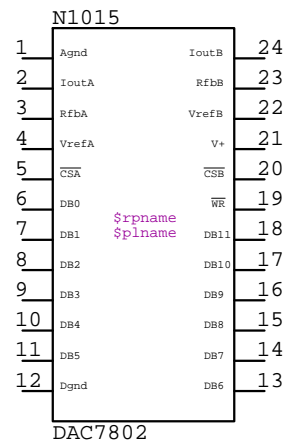 N1015
1 Agnd IoutB 24
2 IoutA RfbB 23
3 RfbA VrefB 22
4 VrefA V+ 21
5 CSA CSB 20
6 DB0 WR 19
$rpname
7 DB1 $plname DB11 18
8 DB2 DB10 17
9 DB3 DB9 16
10 DB4 DB8 15
11 DB5 DB7 14
12 Dgnd DB6 13
DAC7802